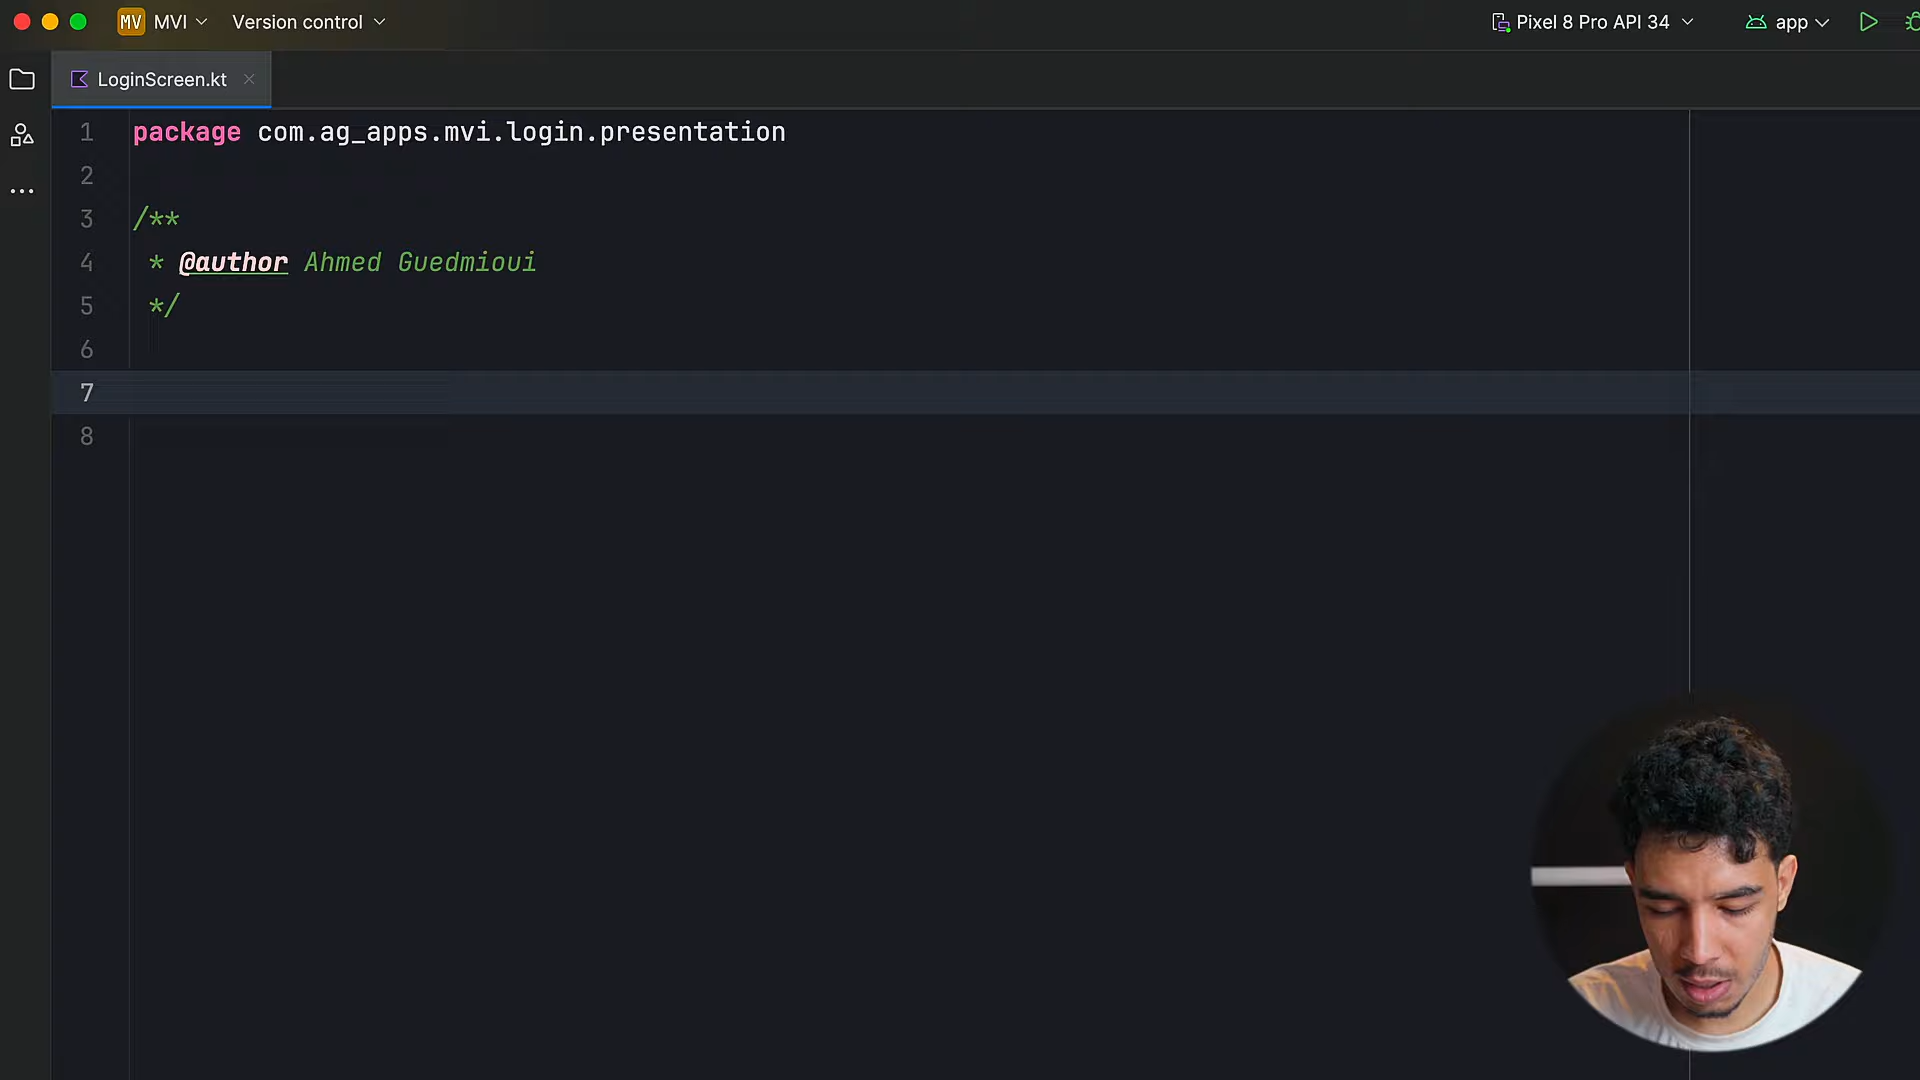 MV MVI Version control Pixel 8 Pro API 34 app
LoginScreen.kt
1 package com.ag_apps.mvi.login.presentation
2
3 /**
4 * @author Ahmed Guedmioui
5 */
6
7
8